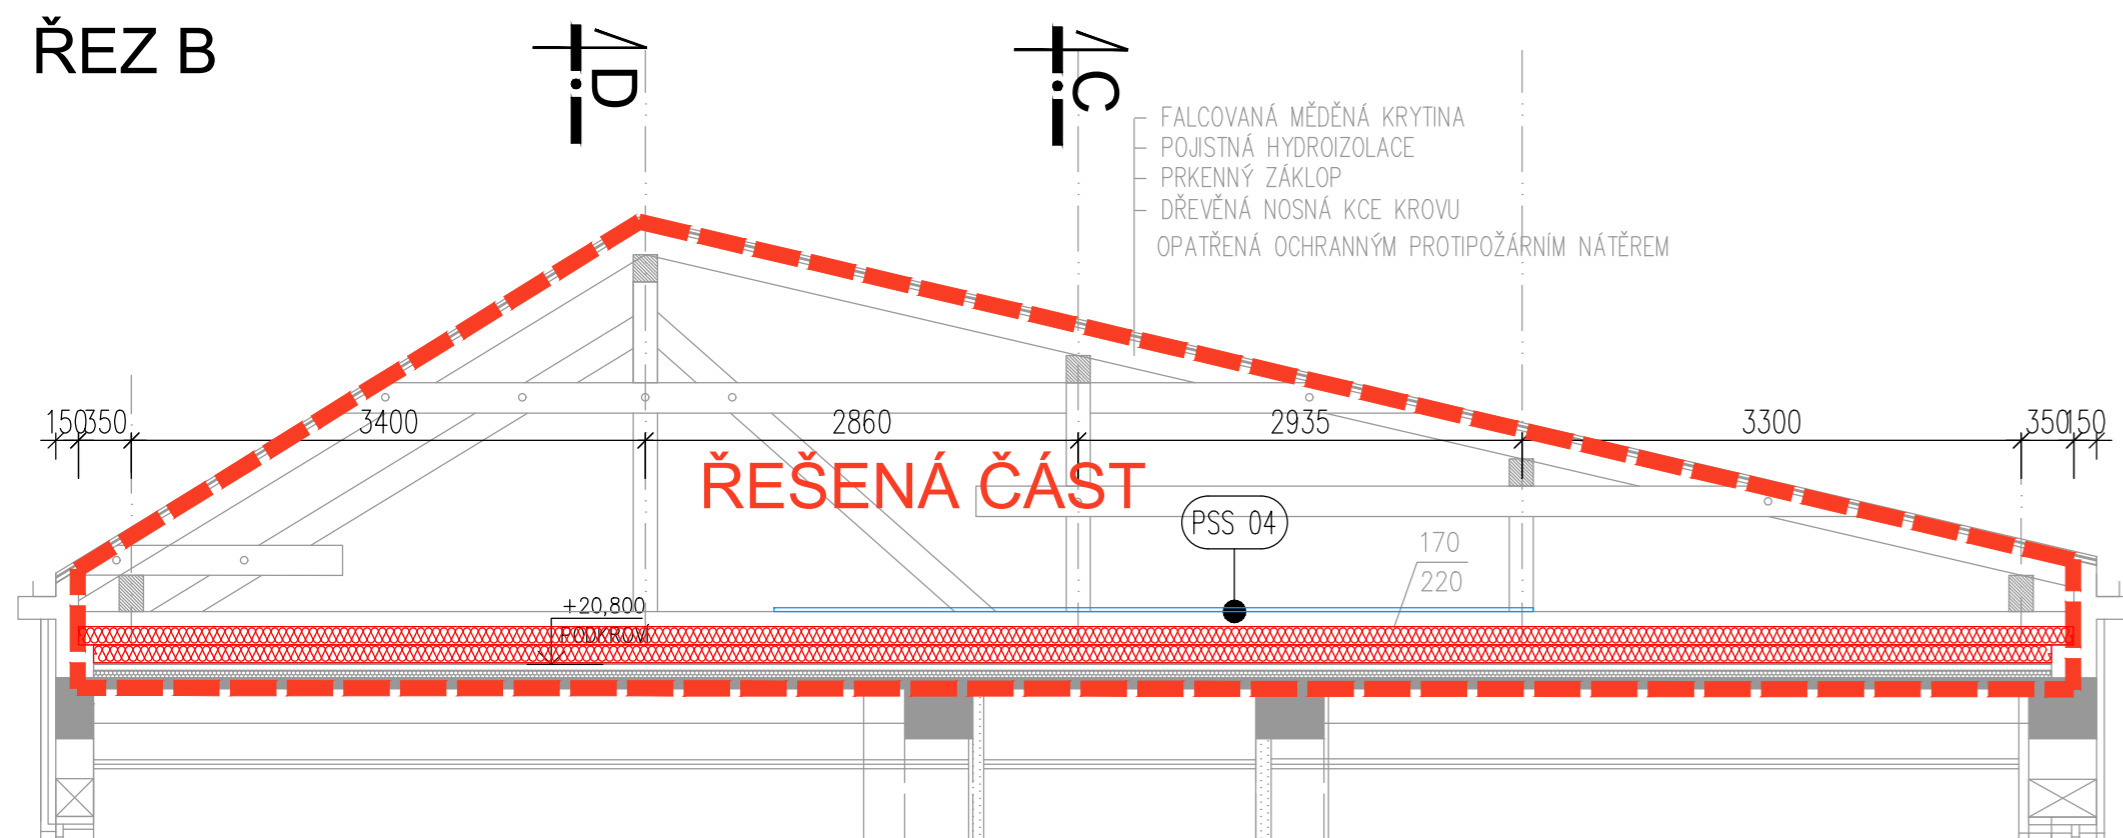 ŘEZ B
D
C
FALCOVANÁ MĚDĚNÁ KRYTINA
POJISTNÁ HYDROIZOLACE
PRKENNÝ ZÁKLOP
DŘEVĚNÁ NOSNÁ KCE KROVU
OPATŘENÁ OCHRANNÝM PROTIPOŽÁRNÍM NÁTĚREM
150 350 3400 2860 2935 3300 350 150
ŘEŠENÁ ČÁST
PSS 04
170
220
+20,800
PODKROVÍ